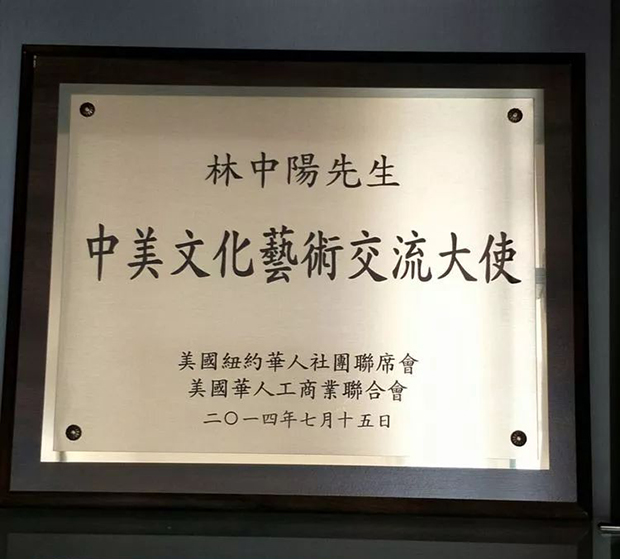 林中陽先生
中美文化藝術交流大使
美國紐約華人社團聯席會
美國華人工商業聯合會
二〇一四年七月十五日